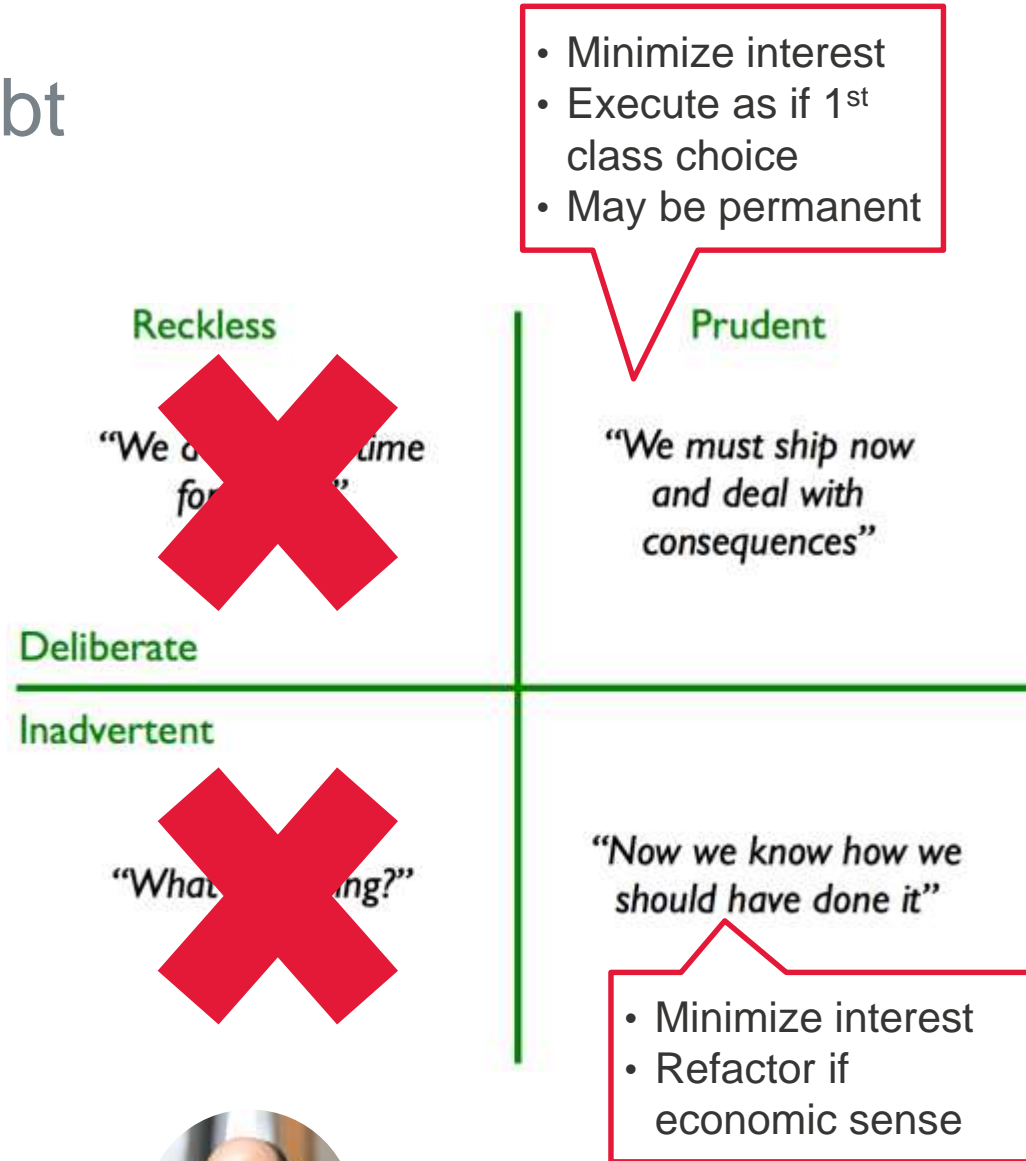 bt
• Minimize interest
• Execute as if 1st
class choice
• May be permanent
Reckless
Prudent
“We time
”
“We must ship now
and deal with
consequences”
Deliberate
Inadvertent
“What ?”
“Now we know how we
should have done it”
• Minimize interest
• Refactor if
economic sense